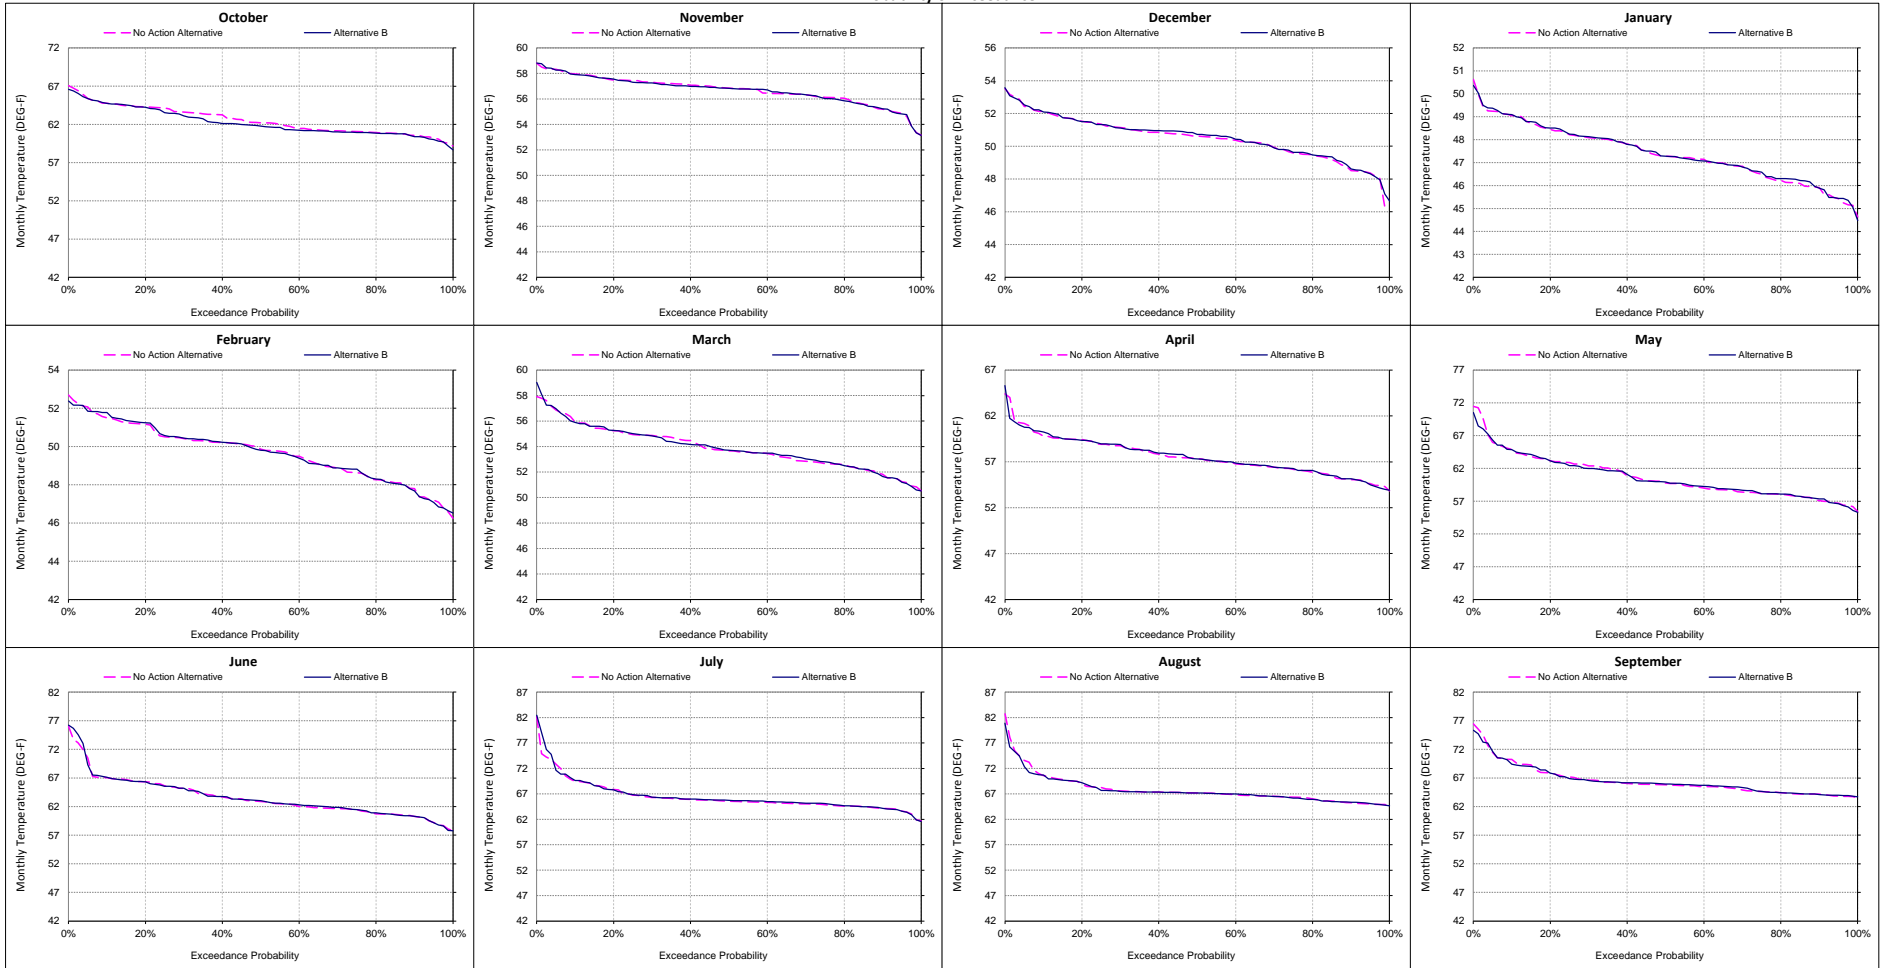 October
No Action Alternative Alternative B
72
67
62
57
52
47
42
0% 20% 40% 60% 80% 100%
Monthly Temperature (DEG-F)
Exceedance Probability
November
No Action Alternative Alternative B
60
58
56
54
52
50
48
46
44
42
0% 20% 40% 60% 80% 100%
Monthly Temperature (DEG-F)
Exceedance Probability
December
No Action Alternative Alternative B
56
54
52
50
48
46
44
42
0% 20% 40% 60% 80% 100%
Monthly Temperature (DEG-F)
Exceedance Probability
January
No Action Alternative Alternative B
52
51
50
49
48
47
46
45
44
43
42
0% 20% 40% 60% 80% 100%
Monthly Temperature (DEG-F)
Exceedance Probability
February
No Action Alternative Alternative B
54
52
50
48
46
44
42
0% 20% 40% 60% 80% 100%
Monthly Temperature (DEG-F)
Exceedance Probability
March
No Action Alternative Alternative B
60
58
56
54
52
50
48
46
44
42
0% 20% 40% 60% 80% 100%
Monthly Temperature (DEG-F)
Exceedance Probability
April
No Action Alternative Alternative B
67
62
57
52
47
42
0% 20% 40% 60% 80% 100%
Monthly Temperature (DEG-F)
Exceedance Probability
May
No Action Alternative Alternative B
77
72
67
62
57
52
47
42
0% 20% 40% 60% 80% 100%
Monthly Temperature (DEG-F)
Exceedance Probability
June
No Action Alternative Alternative B
82
77
72
67
62
57
52
47
42
0% 20% 40% 60% 80% 100%
Monthly Temperature (DEG-F)
Exceedance Probability
July
No Action Alternative Alternative B
87
82
77
72
67
62
57
52
47
42
0% 20% 40% 60% 80% 100%
Monthly Temperature (DEG-F)
Exceedance Probability
August
No Action Alternative Alternative B
87
82
77
72
67
62
57
52
47
42
0% 20% 40% 60% 80% 100%
Monthly Temperature (DEG-F)
Exceedance Probability
September
No Action Alternative Alternative B
82
77
72
67
62
57
52
47
42
0% 20% 40% 60% 80% 100%
Monthly Temperature (DEG-F)
Exceedance Probability